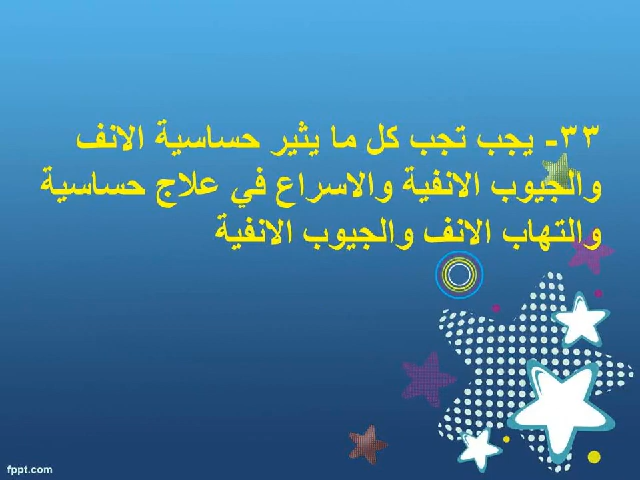 ٣٣- يجب تجب كل ما يثير حساسية الانف
والجيوب الانفية والاسراع في علاج حساسية
والتهاب الانف والجيوب الانفية
fppt.com